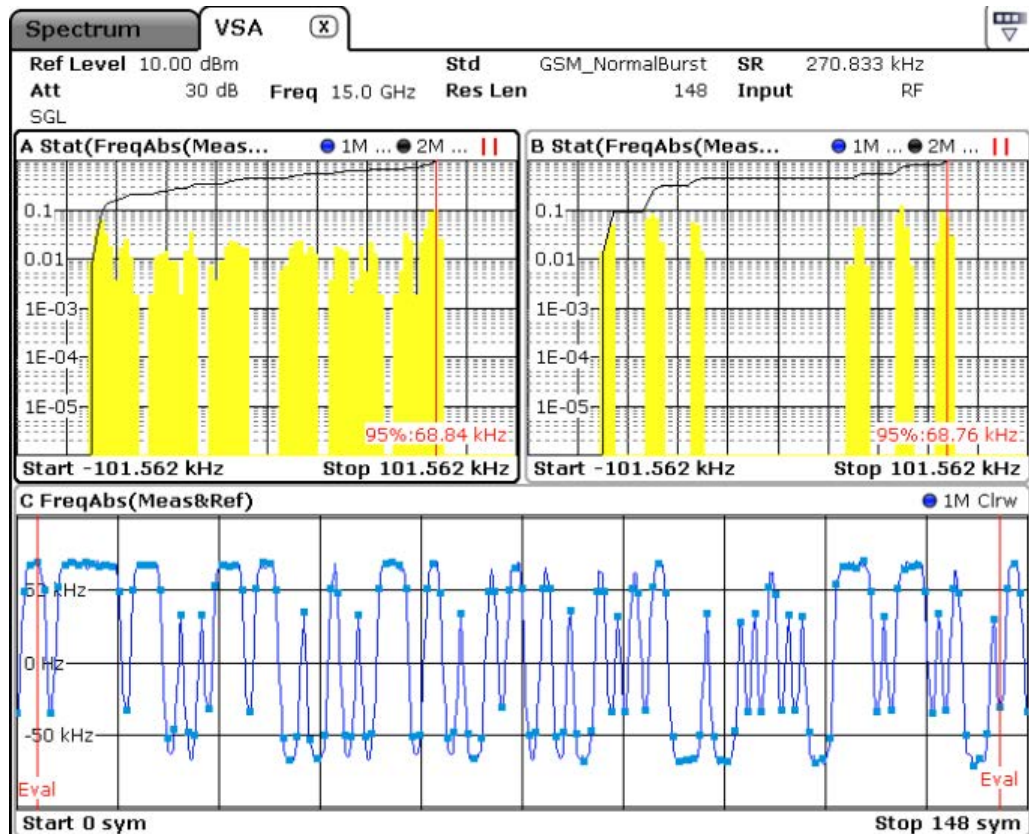 Spectrum VSA X
Ref Level 10.00 dBm Std GSM_NormalBurst SR 270.833 kHz
Att 30 dB Freq 15.0 GHz Res Len 148 Input RF
SGL
A Stat(FreqAbs(Meas... 1M ... 2M ...
0.1
0.01
1E-03
1E-04
1E-05
95%:68.84 kHz
Start -101.562 kHz Stop 101.562 kHz
B Stat(FreqAbs(Meas... 1M ... 2M ...
0.1
0.01
1E-03
1E-04
1E-05
95%:68.76 kHz
Start -101.562 kHz Stop 101.562 kHz
C FreqAbs(Meas&Ref) 1M Clrw
50 kHz
0 Hz
-50 kHz
Eval Eval
Start 0 sym Stop 148 sym